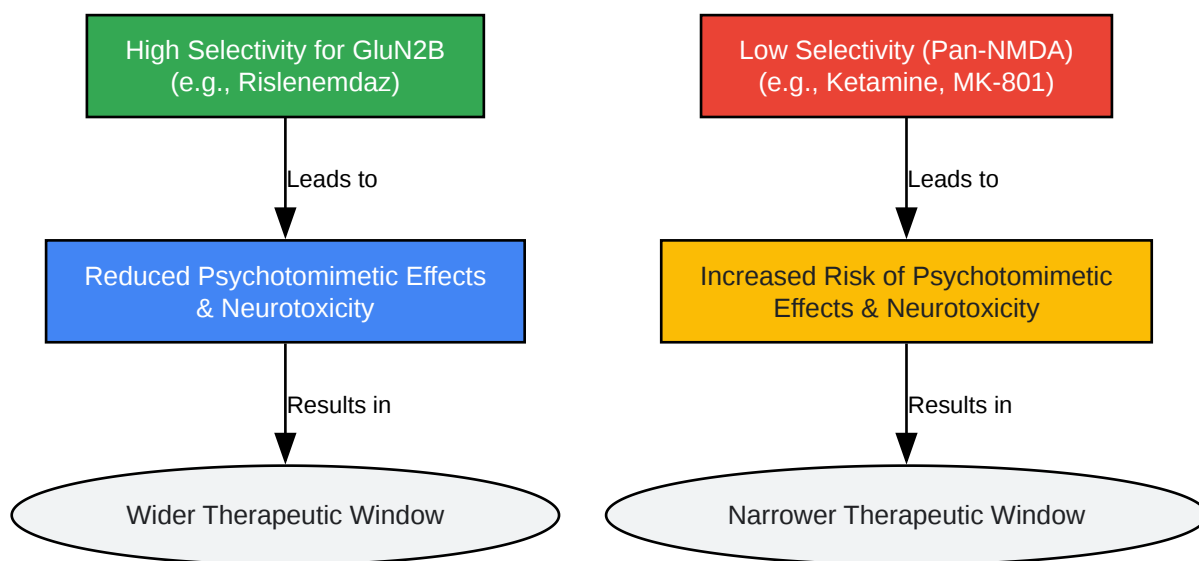 High Selectivity for GluN2B
(e.g., Rislenemdaz)
Low Selectivity (Pan-NMDA)
(e.g., Ketamine, MK-801)
Leads to
Leads to
Reduced Psychotomimetic Effects
& Neurotoxicity
Increased Risk of Psychotomimetic
Effects & Neurotoxicity
Results in
Results in
Wider Therapeutic Window
Narrower Therapeutic Window